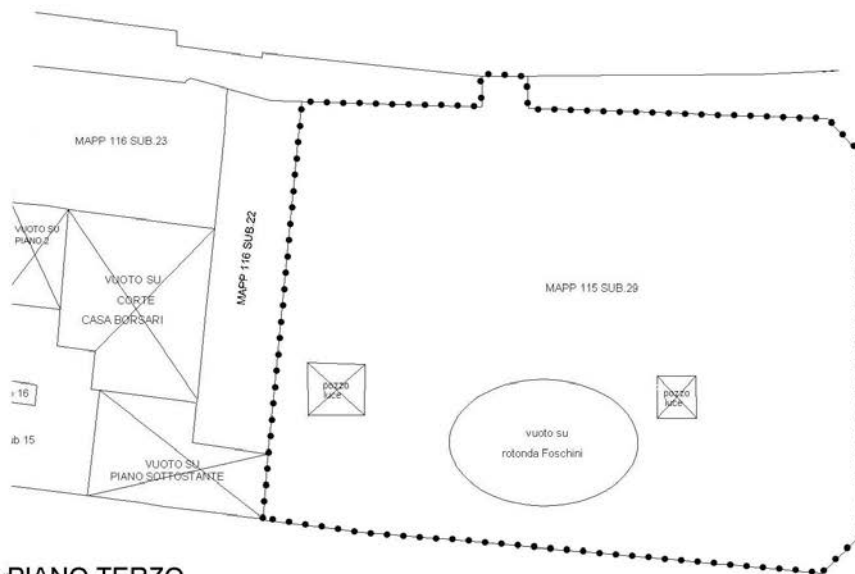 MAPP 116 SUB.23
MAPP 116 SUB.22
VUOTO SU
PIANO 2
VUOTO SU
CORTE
CASA BORSARI
MAPP 115 SUB.29
pozzo
luce
pozzo
luce
16
ub 15
vuoto su
rotonda Foschini
VUOTO SU
PIANO SOTTOSTANTE
PIANO TERZO